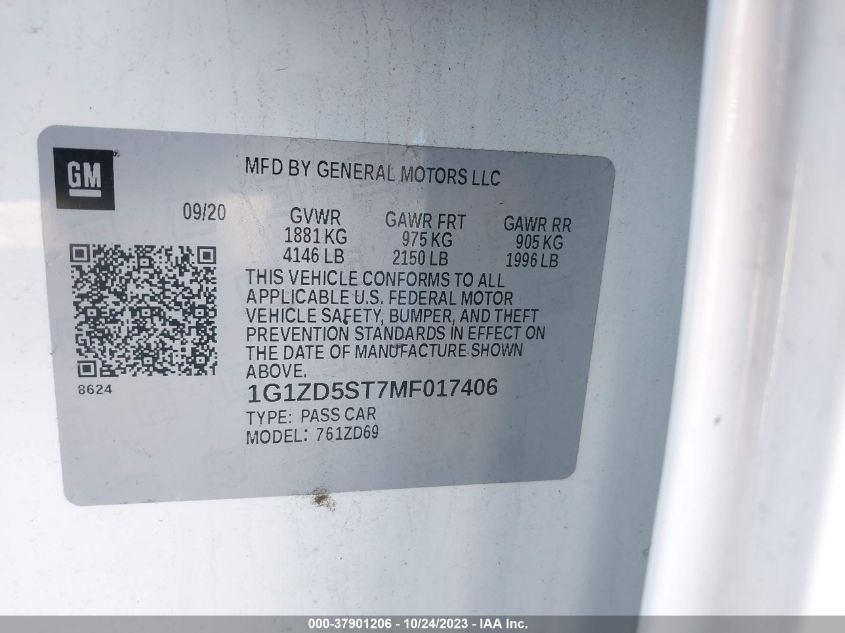 GM
MFD BY GENERAL MOTORS LLC
09/20 GVWR GAWR FRT GAWR RR
1881 KG 975 KG 905 KG
4146 LB 2150 LB 1996 LB
THIS VEHICLE CONFORMS TO ALL
APPLICABLE U.S. FEDERAL MOTOR
VEHICLE SAFETY, BUMPER, AND THEFT
PREVENTION STANDARDS IN EFFECT ON
THE DATE OF MANUFACTURE SHOWN
ABOVE.
8624
1G1ZD5ST7MF017406
TYPE: PASS CAR
MODEL: 761ZD69
000-37901206 - 10/24/2023 - IAA Inc.